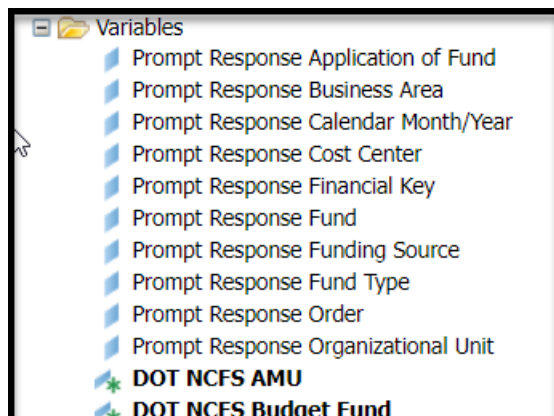 Variables
Prompt Response Application of Fund
Prompt Response Business Area
Prompt Response Calendar Month/Year
Prompt Response Cost Center
Prompt Response Financial Key
Prompt Response Fund
Prompt Response Funding Source
Prompt Response Fund Type
Prompt Response Order
Prompt Response Organizational Unit
DOT NCFS AMU
DOT NCFS Budget Fund